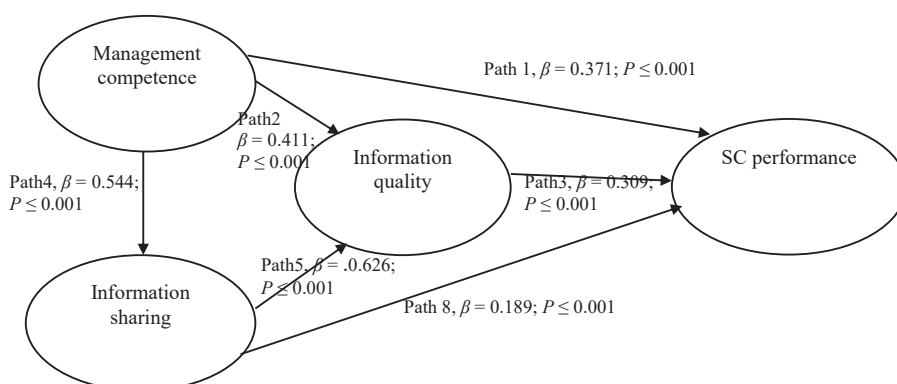 Management
competence
Path 1, β = 0.371; P ≤ 0.001
Path2
β = 0.411;
P ≤ 0.001
Information
quality
SC performance
Path4, β = 0.544;
P ≤ 0.001
Path3, β = 0.309;
P ≤ 0.001
Path5, β = .0.626;
P ≤ 0.001
Information
sharing
Path 8, β = 0.189; P ≤ 0.001